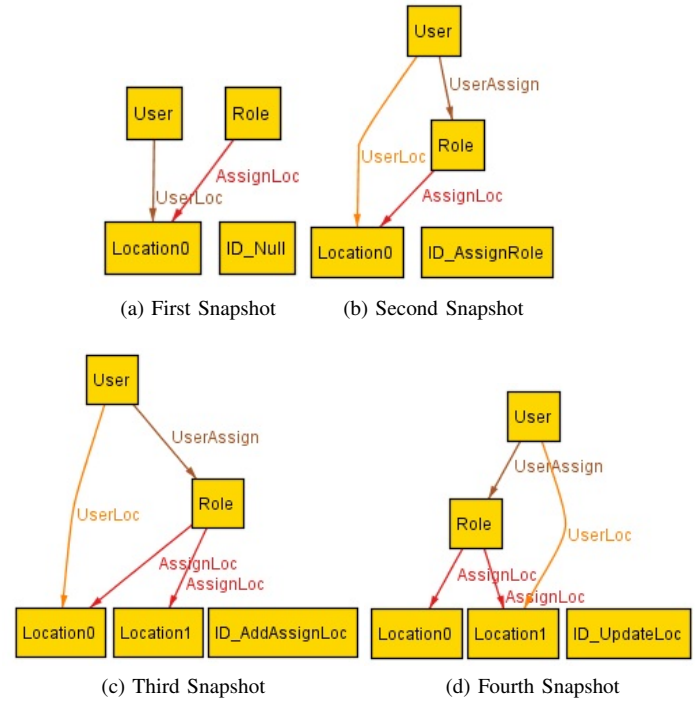 User
Role
UserLoc
AssignLoc
Location0
ID_Null
(a) First Snapshot
User
UserAssign
Role
UserLoc
AssignLoc
Location0
ID_AssignRole
(b) Second Snapshot
User
UserAssign
Role
UserLoc
AssignLoc
AssignLoc
Location0
Location1
ID_AddAssignLoc
(c) Third Snapshot
User
UserAssign
Role
UserLoc
AssignLoc
AssignLoc
Location0
Location1
ID_UpdateLoc
(d) Fourth Snapshot